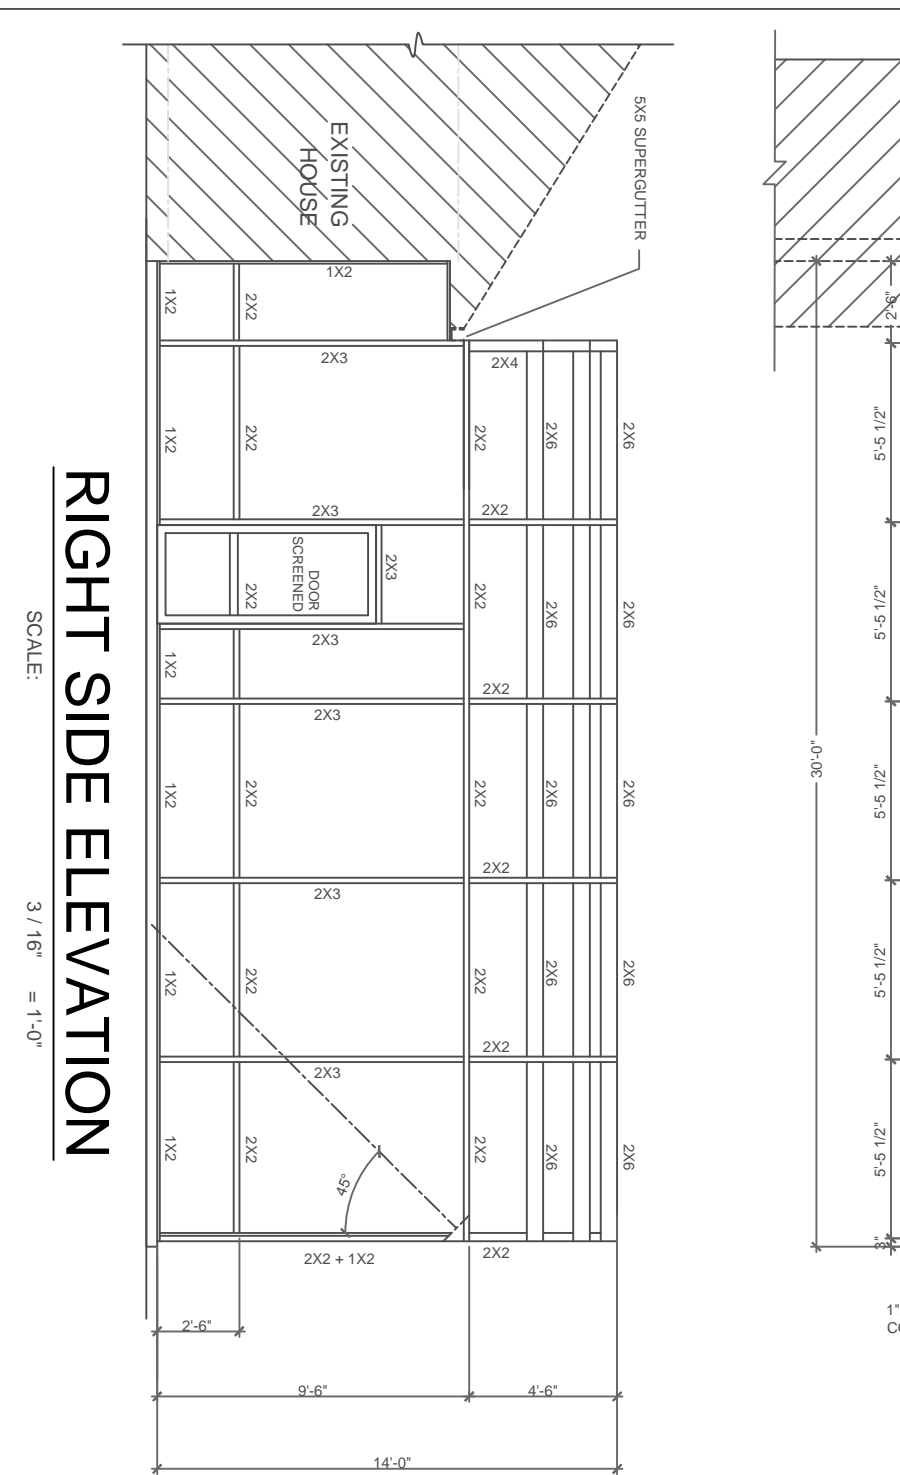 5X5 SUPERGUTTER
EXISTING
HOUSE
1X2
1X2
2X2
2X3
2X4
1X2
2X2
2X2
2X6
2X6
2X3
2X2
DOOR
SCREENED
2X2
2X3
2X2
2X6
2X6
2X3
1X2
2X2
2X3
1X2
2X2
2X2
2X6
2X6
2X2
2X3
1X2
2X2
2X2
2X6
2X6
2X2
2X3
1X2
2X2
2X2
2X6
2X6
45°
2X2 + 1X2
2X2
2'-6"
9'-6"
4'-6"
14'-0"
RIGHT SIDE ELEVATION
SCALE: 3 / 16" = 1'-0"
30'-0"
2'-6"
5'-5 1/2"
5'-5 1/2"
5'-5 1/2"
5'-5 1/2"
5'-5 1/2"
3"
1"